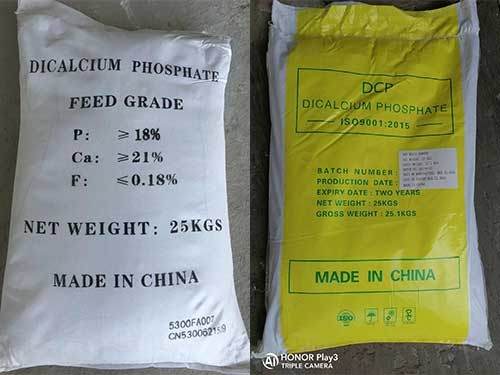 DICALCIUM PHOSPHATE
FEED GRADE
P: ≥18%
Ca: ≥21%
F: ≤0.18%
NET WEIGHT: 25KGS
MADE IN CHINA
5300FA007
DCP
DICALCIUM PHOSPHATE
ISO9001:2015
BATCH NUMBER:
PRODUCTION DATE:
EXPIRY DATE: TWO YEARS
NET WEIGHT: 25KGS
GROSS WEIGHT: 25.1KGS
MADE IN CHINA
AI HONOR Play3
TRIPLE CAMERA